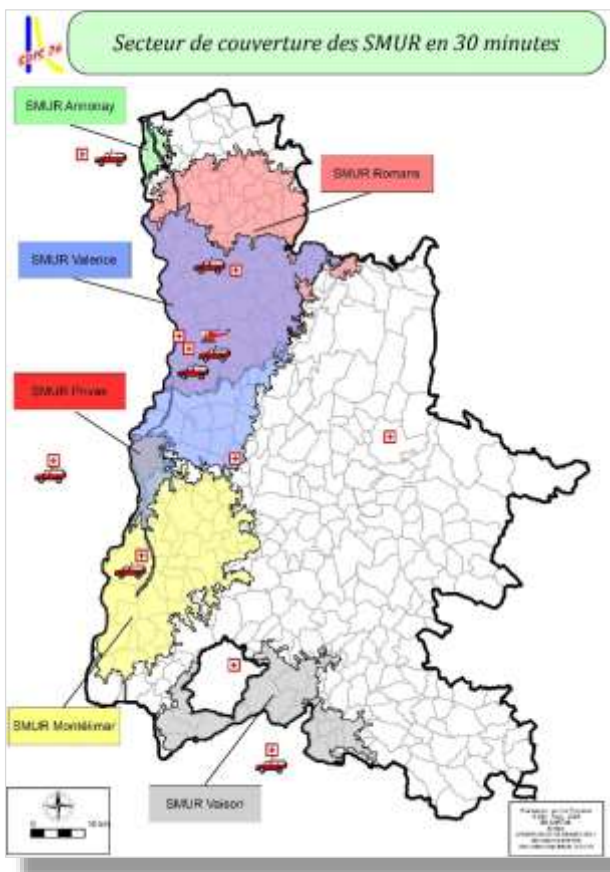 Secteur de couverture des SMUR en 30 minutes
SMUR Annonay
SMUR Romans
SMUR Valence
SMUR Privas
SMUR Montélimar
SMUR Vaison
0